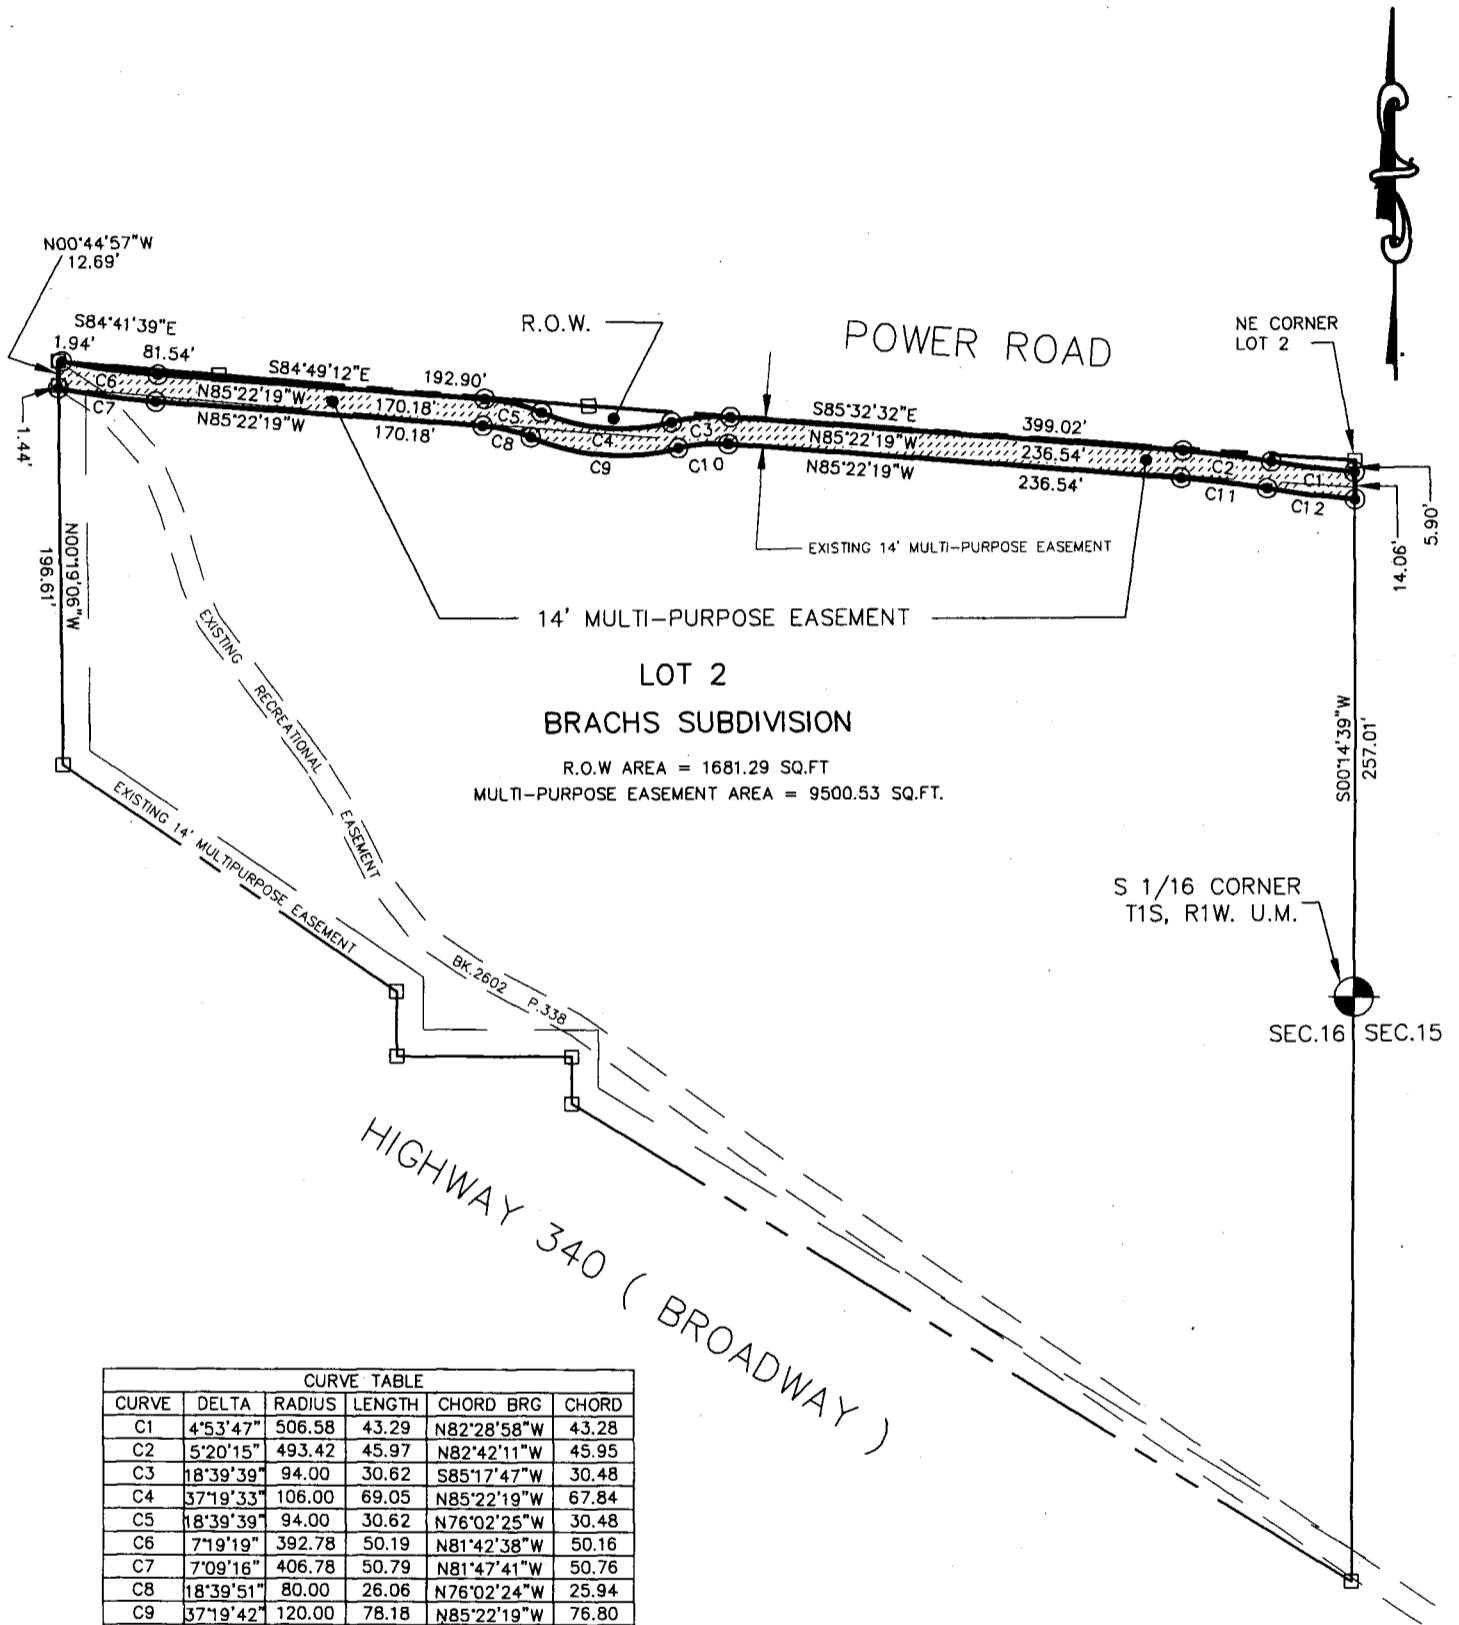 N00°44'57"W
12.69'
S84°41'39"E
1.94'
81.54'
S84°49'12"E
192.90'
R.O.W.
POWER ROAD
NE CORNER
LOT 2
C6
C7
N85°22'19"W
170.18'
N85°22'19"W
170.18'
C5
C8
C4
C9
C3
C10
S85°32'32"E
399.02'
N85°22'19"W
236.54'
N85°22'19"W
236.54'
C2
C1
C11
C12
5.90'
14.06'
1.44'
N00°19'06"W
196.61'
EXISTING 14' MULTI-PURPOSE EASEMENT
14' MULTI-PURPOSE EASEMENT
LOT 2
BRACHS SUBDIVISION
R.O.W AREA = 1681.29 SQ.FT
MULTI-PURPOSE EASEMENT AREA = 9500.53 SQ.FT.
EXISTING RECREATIONAL EASEMENT
BK.2602 P.338
EXISTING 14' MULTIPURPOSE EASEMENT
S00°14'39"W
257.01'
S 1/16 CORNER
T1S, R1W. U.M.
SEC.16 SEC.15
HIGHWAY 340 ( BROADWAY )
CURVE TABLE
CURVE DELTA RADIUS LENGTH CHORD BRG CHORD
C1 4°53'47" 506.58 43.29 N82°28'58"W 43.28
C2 5°20'15" 493.42 45.97 N82°42'11"W 45.95
C3 18°39'39" 94.00 30.62 S85°17'47"W 30.48
C4 37°19'33" 106.00 69.05 N85°22'19"W 67.84
C5 18°39'39" 94.00 30.62 N76°02'25"W 30.48
C6 7°19'19" 392.78 50.19 N81°42'38"W 50.16
C7 7°09'16" 406.78 50.79 N81°47'41"W 50.76
C8 18°39'51" 80.00 26.06 N76°02'24"W 25.94
C9 37°19'42" 120.00 78.18 N85°22'19"W 76.80